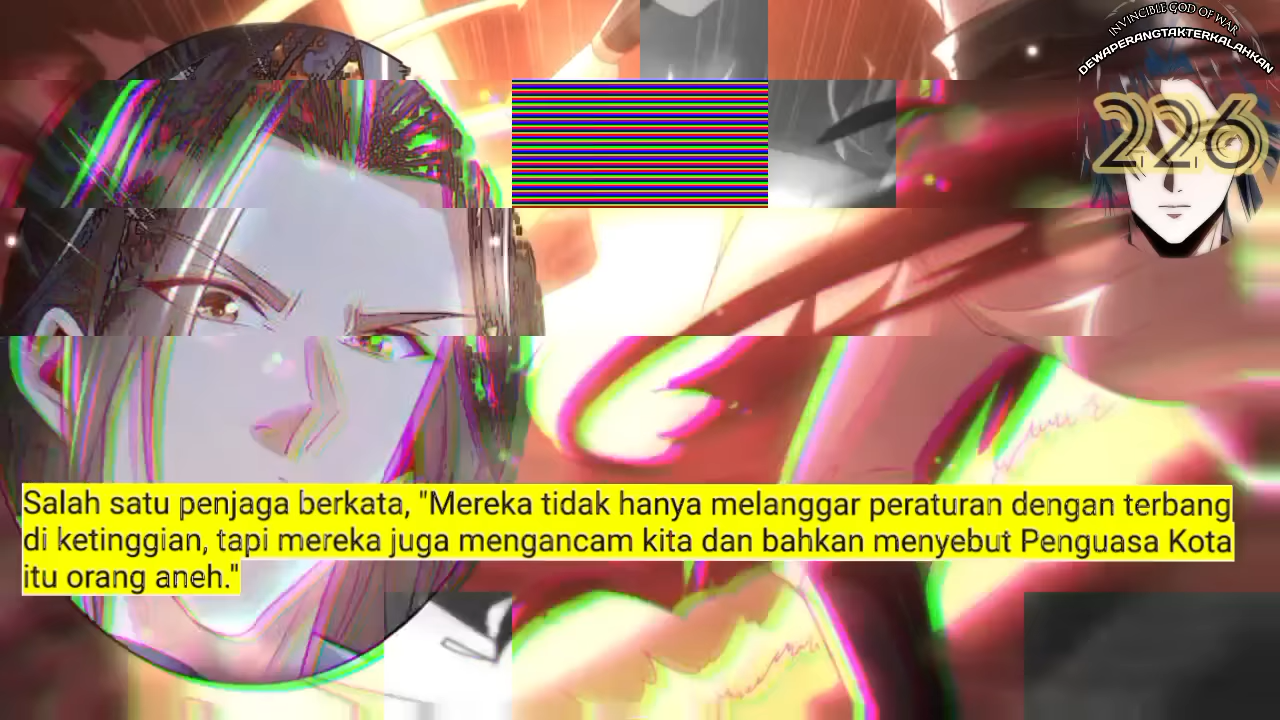 INVINCIBLE GOD OF WAR
DEWAPERANGTAKTERKALAHKAN
226
Salah satu penjaga berkata, "Mereka tidak hanya melanggar peraturan dengan terbang
di ketinggian, tapi mereka juga mengancam kita dan bahkan menyebut Penguasa Kota
itu orang aneh."